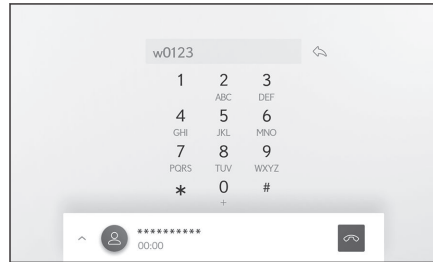 w0123
1 2 3
ABC DEF
4 5 6
GHI JKL MNO
7 8 9
PQRS TUV WXYZ
* 0 #
+
**********
00:00